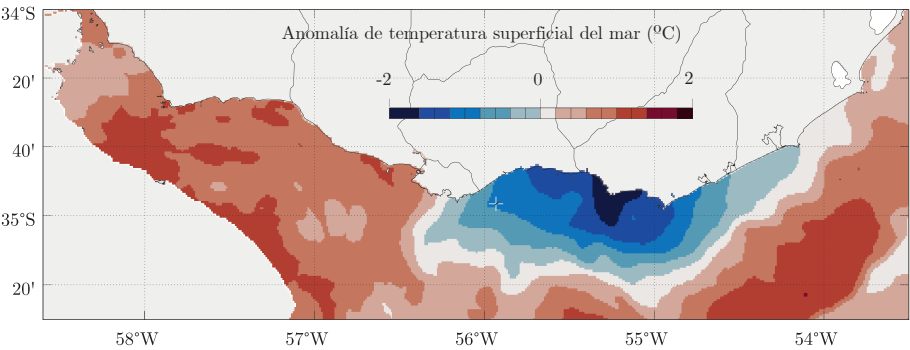 34°S
Anomalía de temperatura superficial del mar (ºC)
-2 0 2
20'
40'
35°S
20'
58°W 57°W 56°W 55°W 54°W